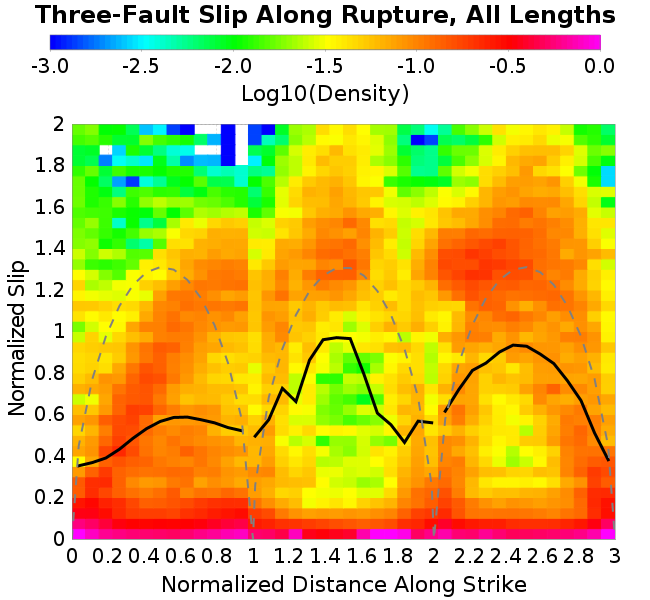 Three-Fault Slip Along Rupture, All Lengths
-3.0 -2.5 -2.0 -1.5 -1.0 -0.5 0.0
Log10(Density)
2
1.8
1.6
1.4
1.2
1
0.8
0.6
0.4
0.2
0
Normalized Slip
0 0.2 0.4 0.6 0.8 1 1.2 1.4 1.6 1.8 2 2.2 2.4 2.6 2.8 3
Normalized Distance Along Strike